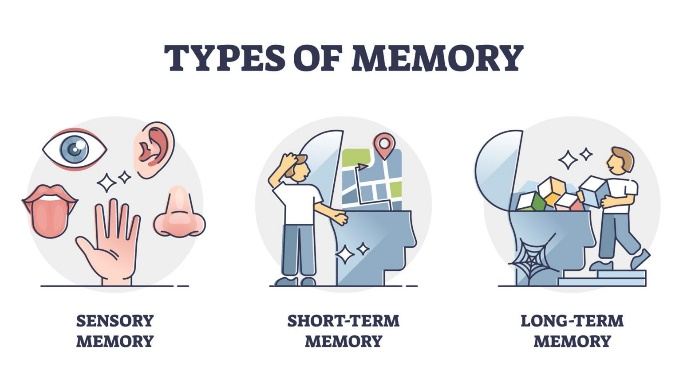 TYPES OF MEMORY
SENSORY
MEMORY
SHORT-TERM
MEMORY
LONG-TERM
MEMORY